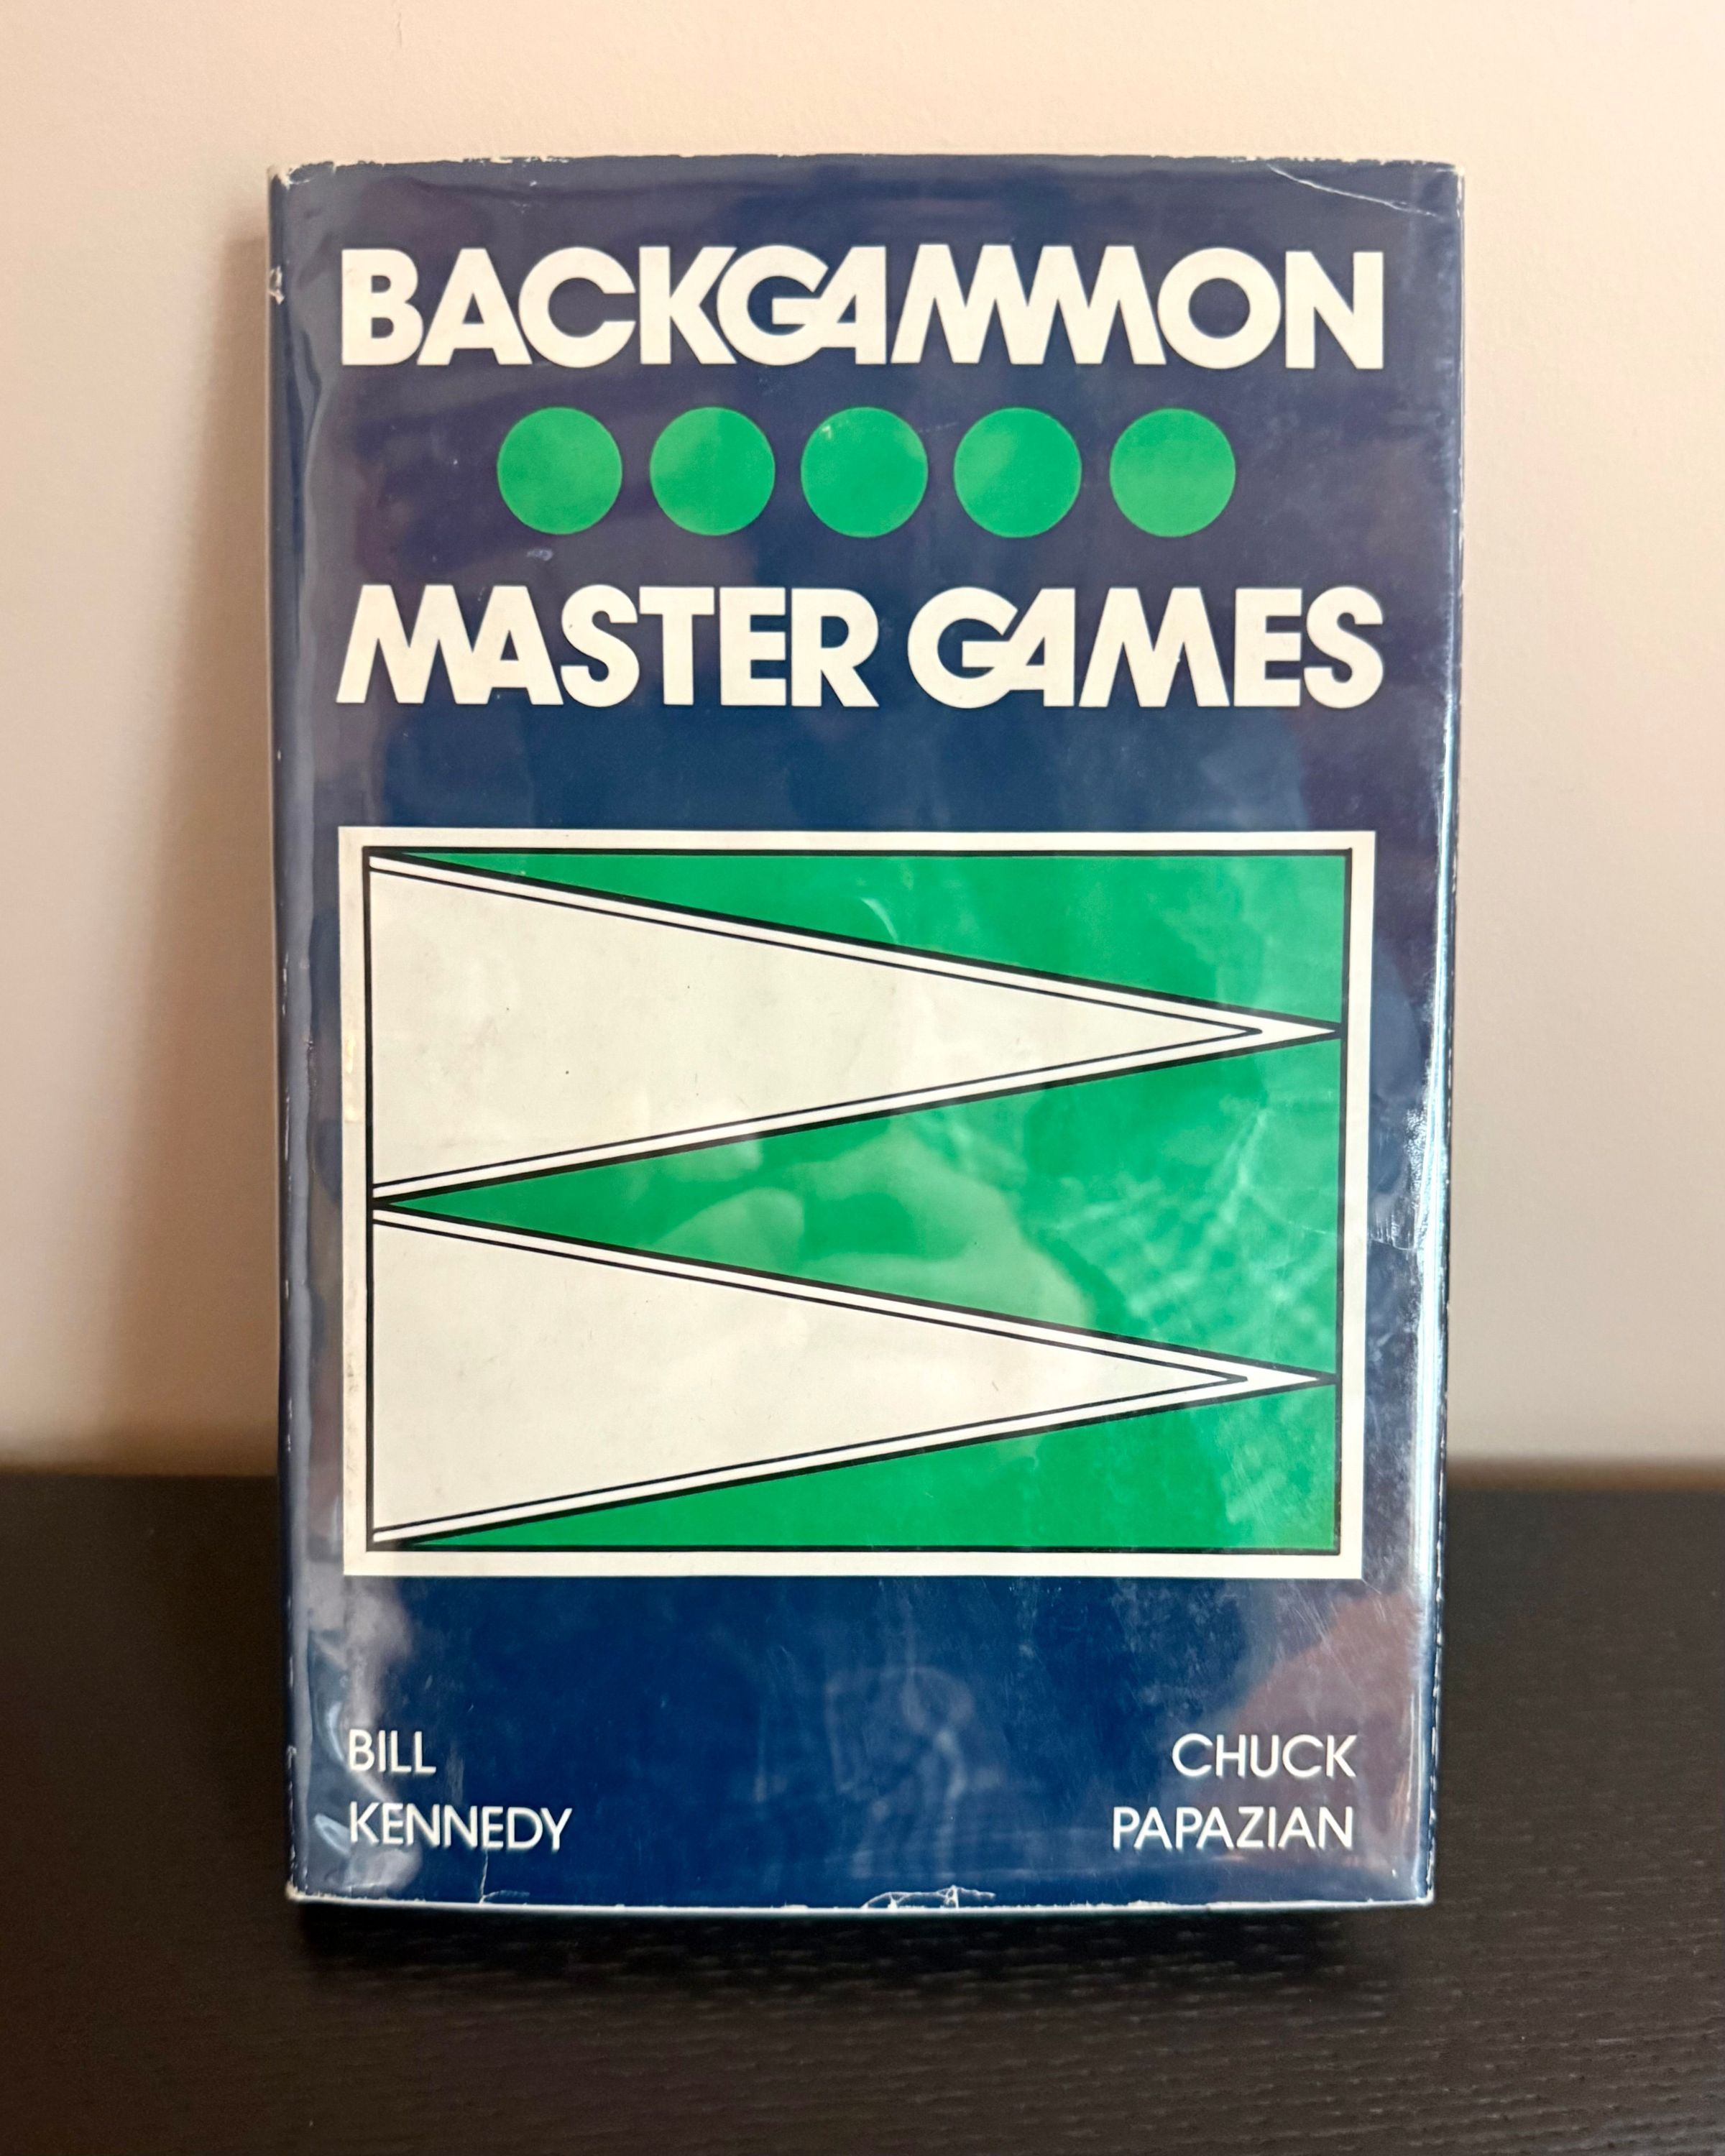 BACKGAMMON
MASTER GAMES
BILL
KENNEDY
CHUCK
PAPAZIAN